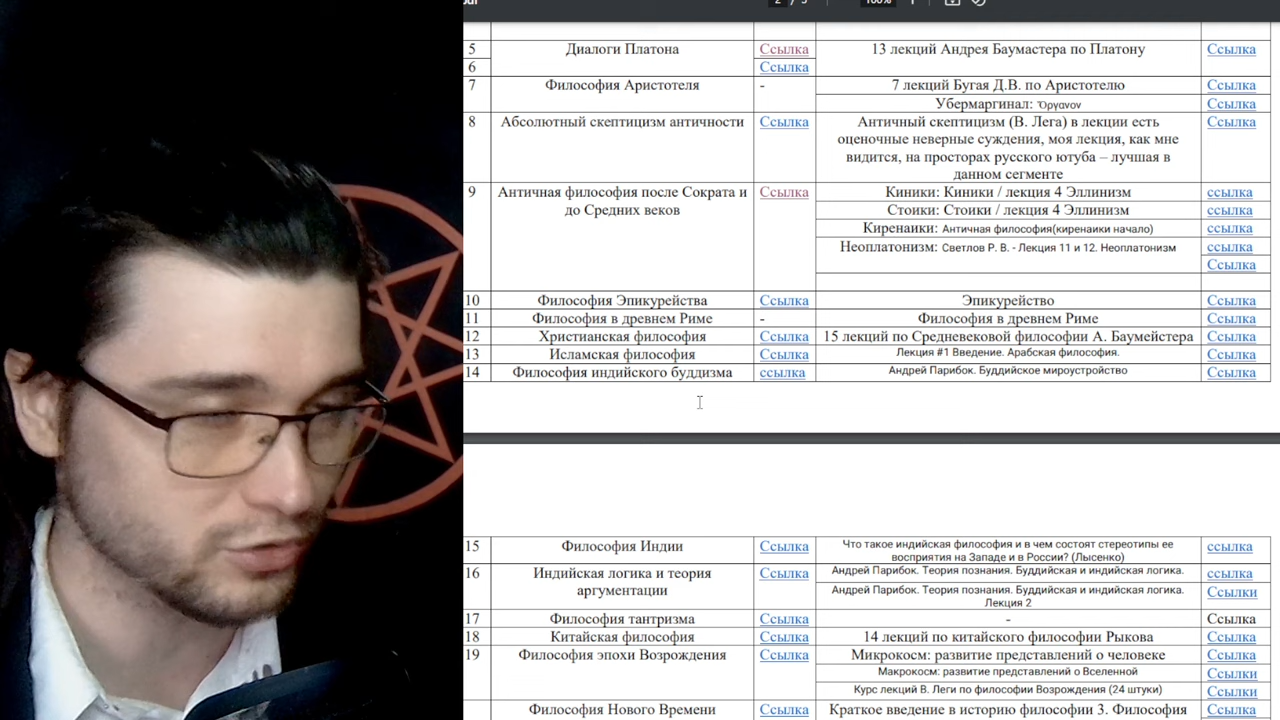 2 / 5
100%
5 Диалоги Платона Ссылка 13 лекций Андрея Баумастера по Платону Ссылка
6 Ссылка
7 Философия Аристотеля - 7 лекций Бугая Д.В. по Аристотелю Ссылка
Убермаргинал: Ὄργανον Ссылка
8 Абсолютный скептицизм античности Ссылка Античный скептицизм (В. Лега) в лекции есть Ссылка
оценочные неверные суждения, моя лекция, как мне
видится, на просторах русского ютуба – лучшая в
данном сегменте
9 Античная философия после Сократа и Ссылка Киники: Киники / лекция 4 Эллинизм ссылка
до Средних веков Стоики: Стоики / лекция 4 Эллинизм ссылка
Киренаики: Античная философия(киренаики начало) ссылка
Неоплатонизм: Светлов Р. В. - Лекция 11 и 12. Неоплатонизм ссылка
Ссылка
10 Философия Эпикурейства Ссылка Эпикурейство Ссылка
11 Философия в древнем Риме - Философия в древнем Риме Ссылка
12 Христианская философия Ссылка 15 лекций по Средневековой философии А. Баумейстера Ссылка
13 Исламская философия Ссылка Лекция #1 Введение. Арабская философия. Ссылка
14 Философия индийского буддизма ссылка Андрей Парибок. Буддийское мироустройство Ссылка
15 Философия Индии Ссылка Что такое индийская философия и в чем состоят стереотипы ее ссылка
восприятия на Западе и в России? (Лысенко)
16 Индийская логика и теория Ссылка Андрей Парибок. Теория познания. Буддийская и индийская логика. ссылка
аргументации Андрей Парибок. Теория познания. Буддийская и индийская логика. Ссылки
Лекция 2
17 Философия тантризма Ссылка - Ссылка
18 Китайская философия Ссылка 14 лекций по китайского философии Рыкова Ссылка
19 Философия эпохи Возрождения Ссылка Микрокосм: развитие представлений о человеке Ссылка
Макрокосм: развитие представлений о Вселенной Ссылки
Курс лекций В. Леги по философии Возрождения (24 штуки) Ссылки
Философия Нового Времени Ссылка Краткое введение в историю философии 3. Философия Ссылка